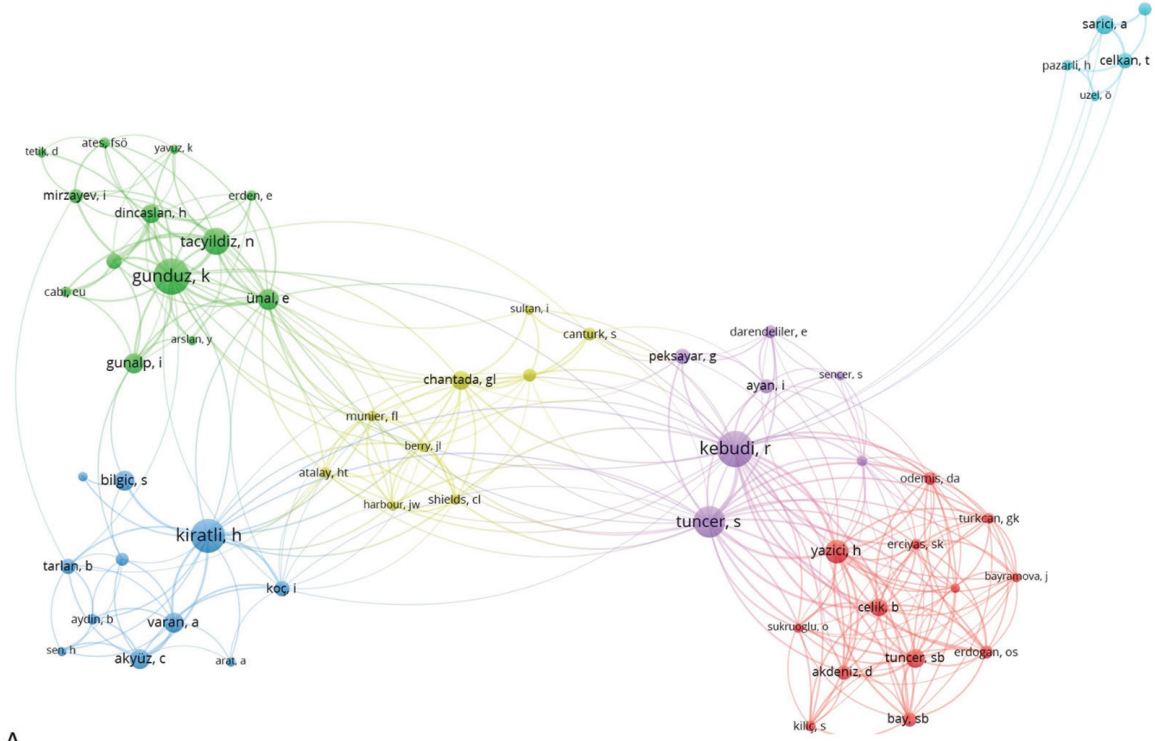 sarici, a
pazarli, h
celkan, t
uzel, ö
tetik, d
ates, fsö
yavuz, k
mirzayev, i
erden, e
dincaslan, h
tacyildiz, n
gunduz, k
cabi, eu
ünal, e
arslan, y
gunalp, i
sultan, i
canturk, s
darendeliler, e
peksayar, g
chantada, gl
ayan, i
sencer, s
munier, fl
berry, jl
kebudi, r
atalay, ht
harbour, jw
shields, cl
bilgic, s
odemis, da
kiratli, h
tuncer, s
turkcan, gk
yazici, h
erciyas, sk
tarlan, b
koç, i
bayramova, j
celik, b
aydin, b
varan, a
sukruoglu, o
sen, h
akyüz, c
arat, a
tuncer, sb
erdogan, os
akdeniz, d
kiliç, s
bay, sb
A